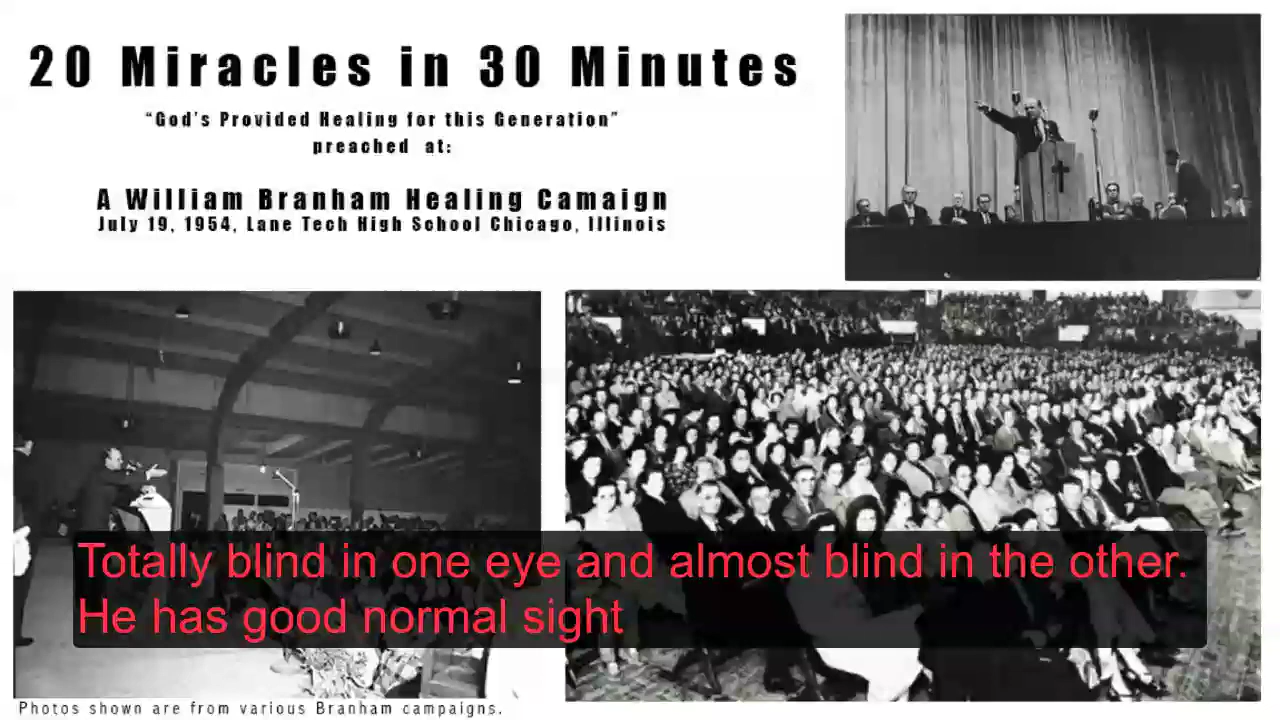 20 Miracles in 30 Minutes
“God's Provided Healing for this Generation”
preached at:
A William Branham Healing Camaign
July 19, 1954, Lane Tech High School Chicago, Illinois
Totally blind in one eye and almost blind in the other.
He has good normal sight
Photos shown are from various Branham campaigns.